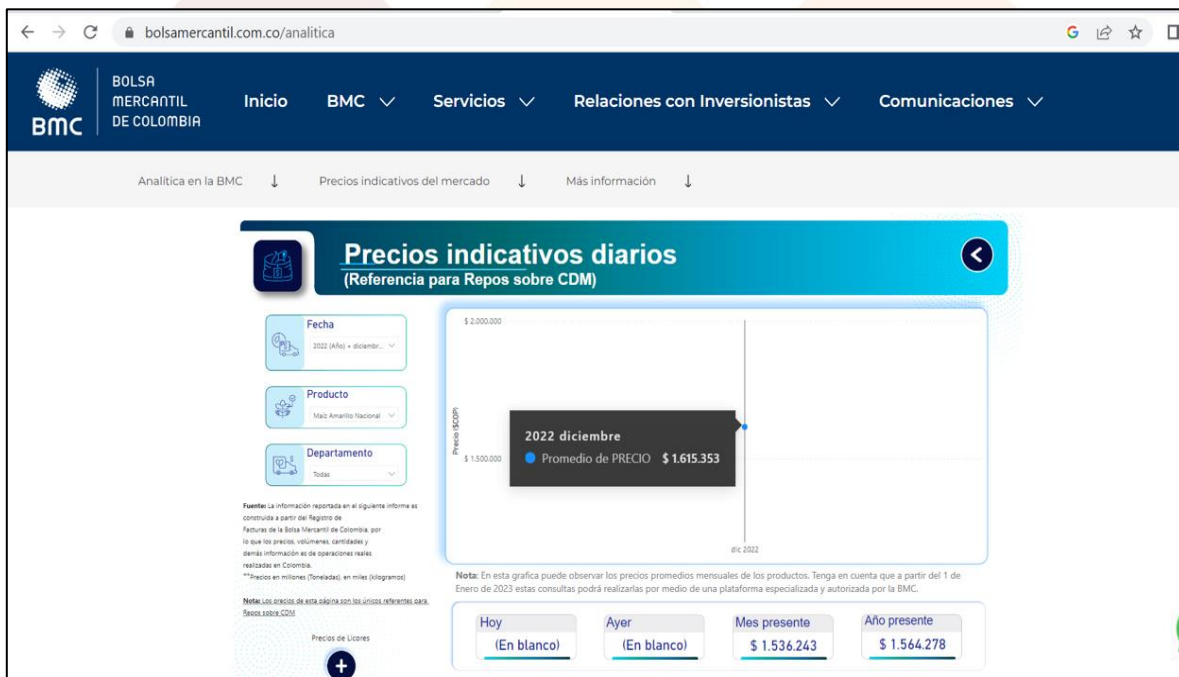 bolsamercantil.com.co/analitica
BMC
BOLSA
MERCANTIL
DE COLOMBIA
Inicio
BMC
Servicios
Relaciones con Inversionistas
Comunicaciones
Analítica en la BMC
Precios indicativos del mercado
Más información
Precios indicativos diarios
(Referencia para Repos sobre CDM)
Fecha
2022 (Año) + diciembr...
Producto
Maíz Amarillo Nacional
Departamento
Todas
Fuente: La información reportada en el siguiente informe es
construida a partir del Registro de
Facturas de la Bolsa Mercantil de Colombia, por
lo que los precios, volúmenes, cantidades y
demás información es de operaciones reales
realizadas en Colombia.
**Precios en millones (Toneladas), en miles (kilogramos)
Nota: Los precios de esta página son los únicos referentes para
Repos sobre CDM
Precios de Licores
$ 2.000.000
Precio ($COP)
$ 1.500.000
2022 diciembre
Promedio de PRECIO $ 1.615.353
dic 2022
Nota: En esta grafica puede observar los precios promedios mensuales de los productos. Tenga en cuenta que a partir del 1 de
Enero de 2023 estas consultas podrá realizarlas por medio de una plataforma especializada y autorizada por la BMC.
Hoy
(En blanco)
Ayer
(En blanco)
Mes presente
$ 1.536.243
Año presente
$ 1.564.278